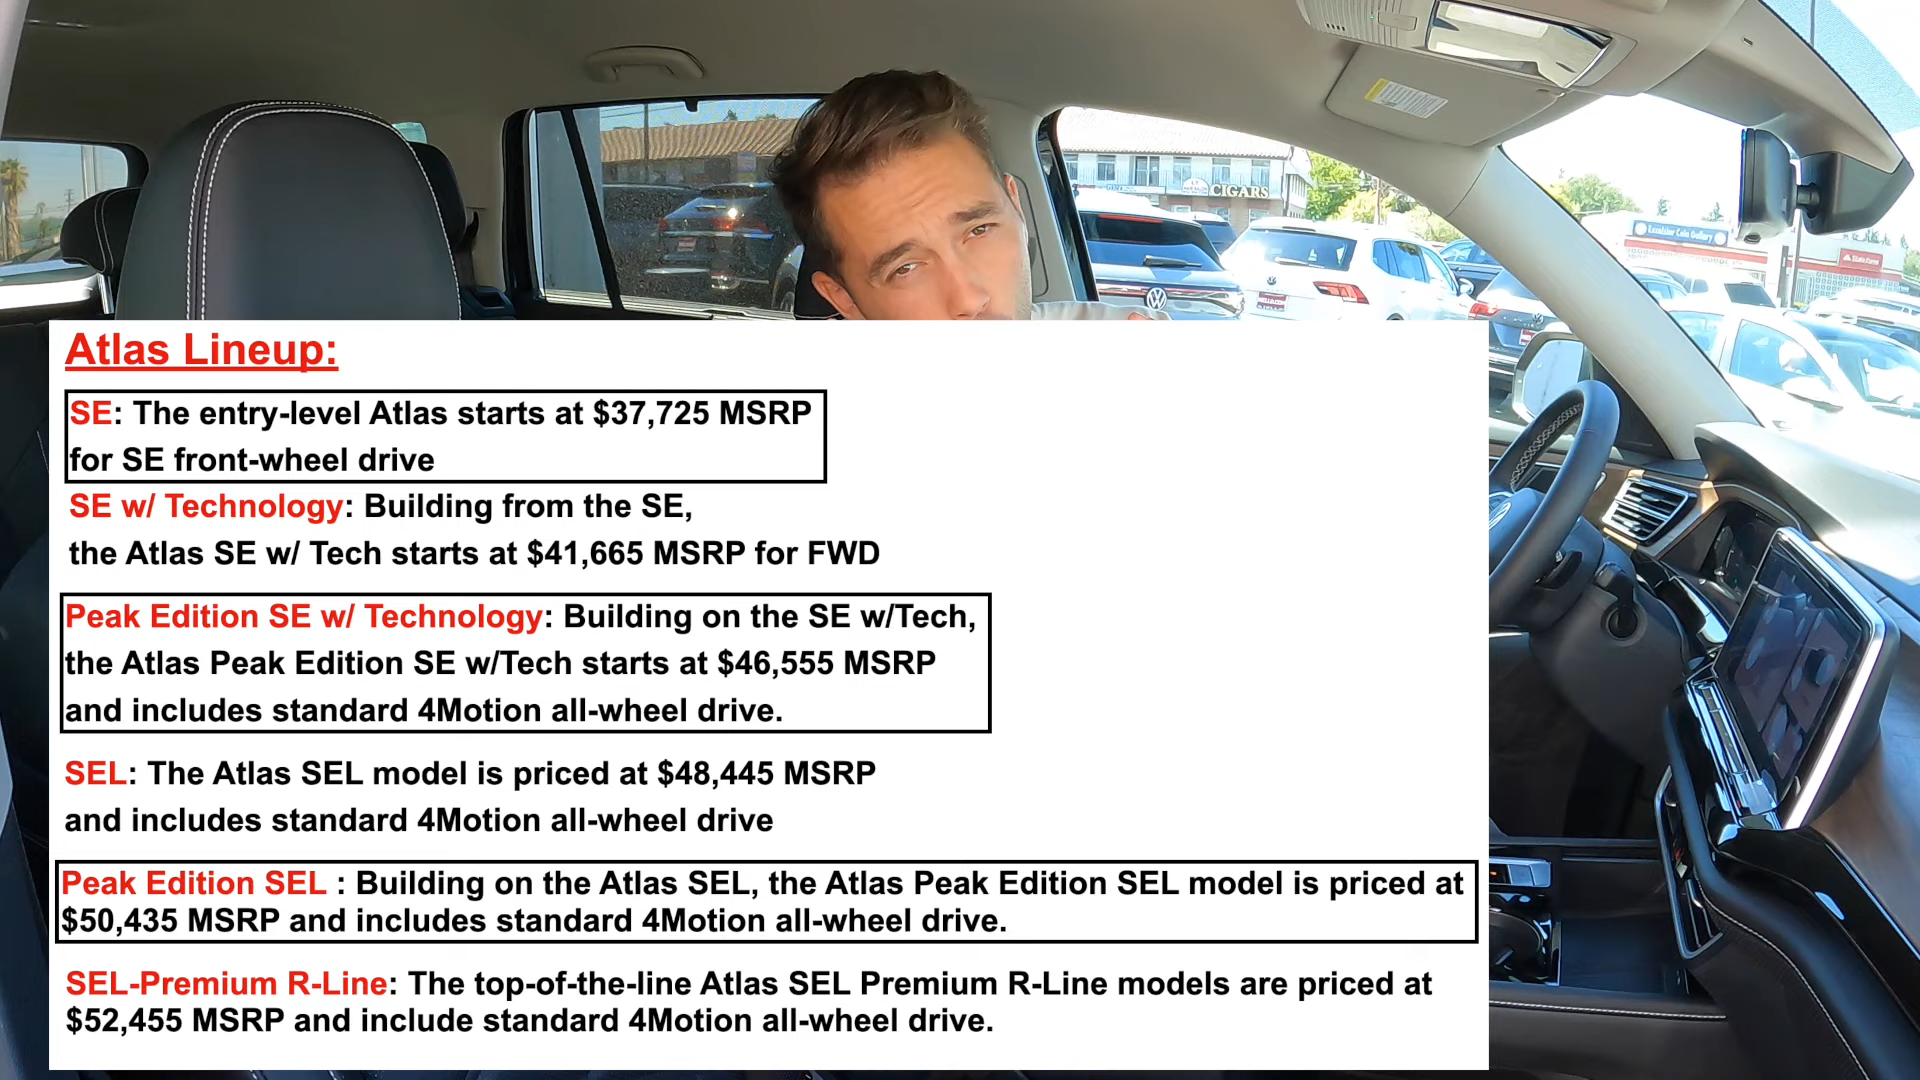 CIGARS
Excelsior Coin Gallery
State Farm
Atlas Lineup:
SE: The entry-level Atlas starts at $37,725 MSRP
for SE front-wheel drive
SE w/ Technology: Building from the SE,
the Atlas SE w/ Tech starts at $41,665 MSRP for FWD
Peak Edition SE w/ Technology: Building on the SE w/Tech,
the Atlas Peak Edition SE w/Tech starts at $46,555 MSRP
and includes standard 4Motion all-wheel drive.
SEL: The Atlas SEL model is priced at $48,445 MSRP
and includes standard 4Motion all-wheel drive
Peak Edition SEL : Building on the Atlas SEL, the Atlas Peak Edition SEL model is priced at
$50,435 MSRP and includes standard 4Motion all-wheel drive.
SEL-Premium R-Line: The top-of-the-line Atlas SEL Premium R-Line models are priced at
$52,455 MSRP and include standard 4Motion all-wheel drive.